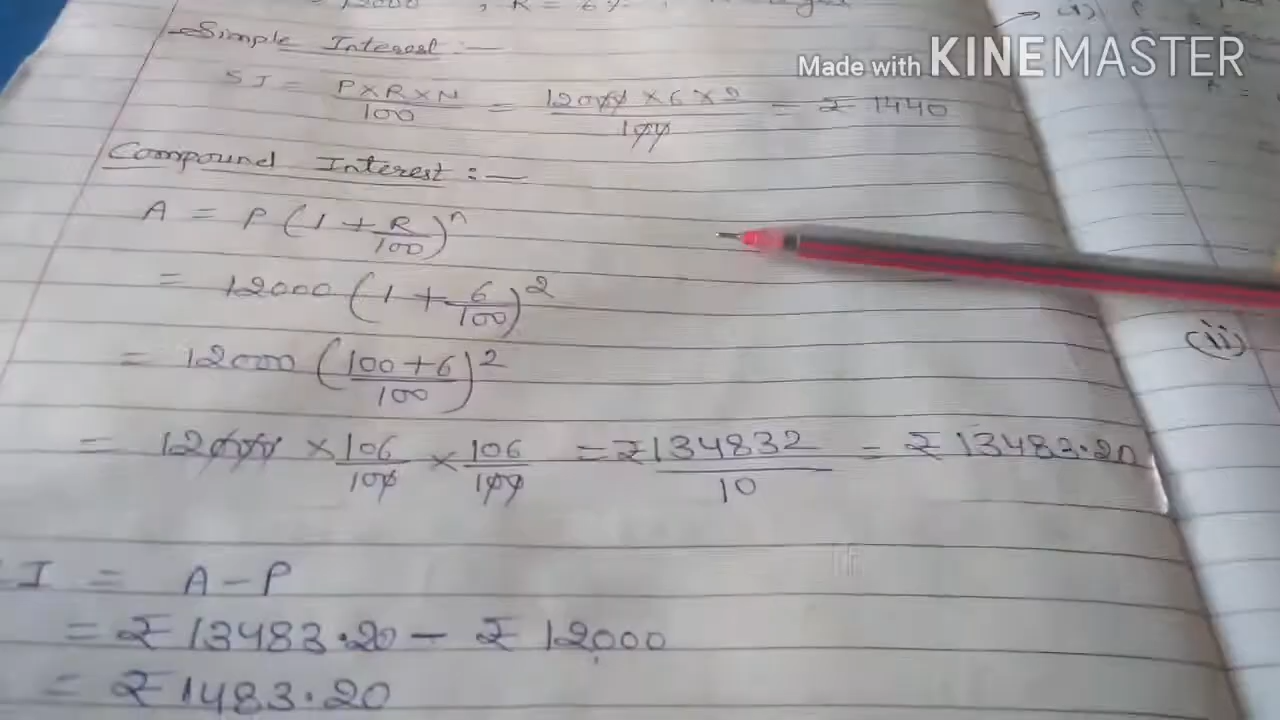 12000 , R = 6%,
Simple Interest :—
Made with KINEMASTER
SI = P×R×N/100 = 12000×6×2/100 = ₹ 1440
Compound Interest :—
A = P(1+R/100)ⁿ
= 12000(1+6/100)²
= 12000(100+6/100)²
(ii)
= 12000 × 106/100 × 106/100 = ₹134832/10 = ₹ 13483.20
I = A-P
= ₹ 13483.20 - ₹ 12000
= ₹ 1483.20